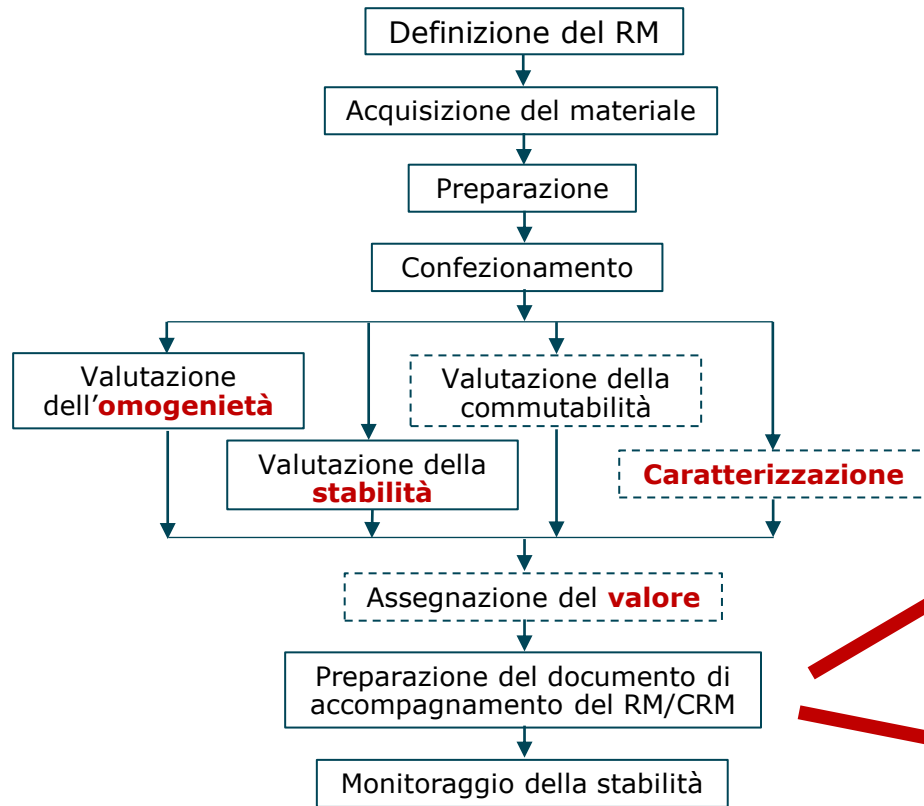 Definizione del RM
Acquisizione del materiale
Preparazione
Confezionamento
Valutazione
dell'omogenietà
Valutazione della
stabilità
Valutazione della
commutabilità
Caratterizzazione
Assegnazione del valore
Preparazione del documento di
accompagnamento del RM/CRM
Monitoraggio della stabilità